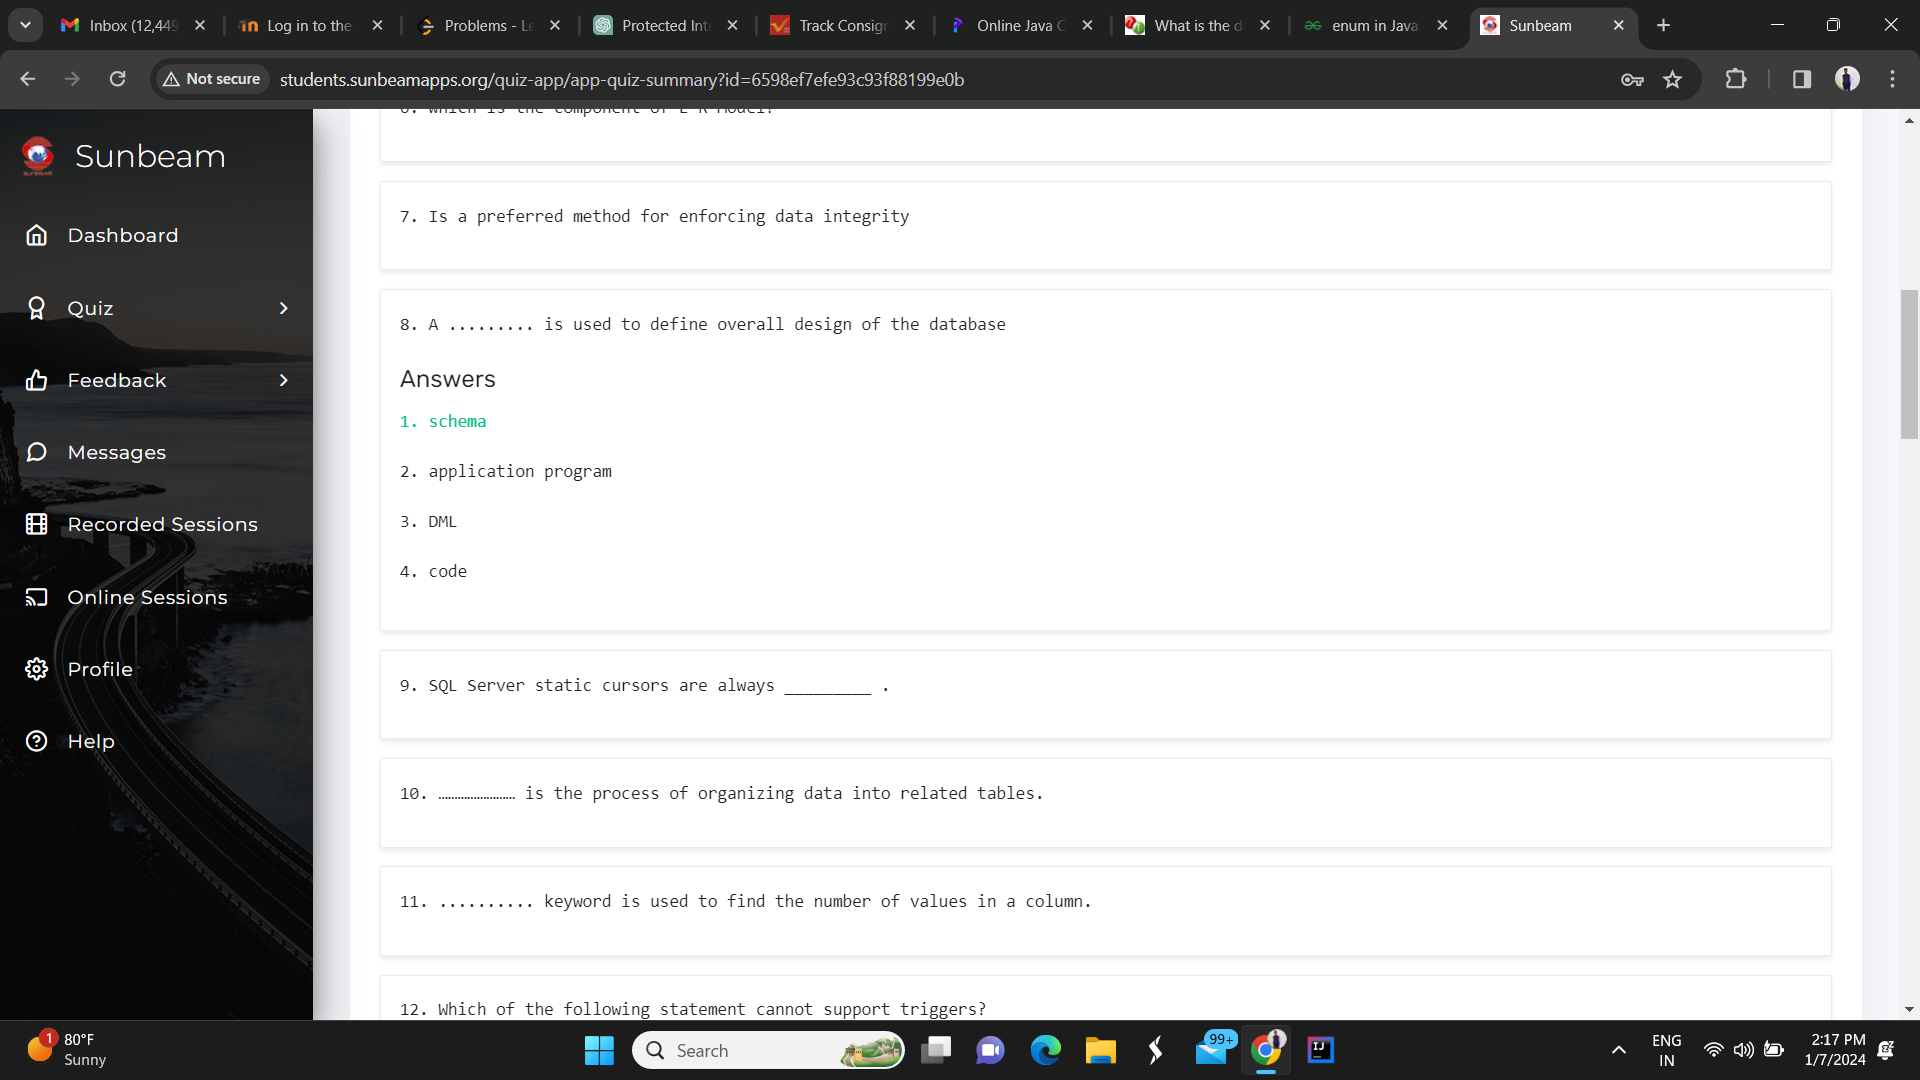 Inbox (12,449
Log in to the
Problems - Le
Protected Int
Track Consign
Online Java C
What is the d
enum in Java
Sunbeam
Not secure
students.sunbeamapps.org/quiz-app/app-quiz-summary?id=6598ef7efe93c93f88199e0b
Sunbeam
Dashboard
Quiz
Feedback
Messages
Recorded Sessions
Online Sessions
Profile
Help
6. Which is the component of E-R Model?
7. Is a preferred method for enforcing data integrity
8. A ......... is used to define overall design of the database
Answers
1. schema
2. application program
3. DML
4. code
9. SQL Server static cursors are always _________ .
10. …………………… is the process of organizing data into related tables.
11. .......... keyword is used to find the number of values in a column.
12. Which of the following statement cannot support triggers?
1
80°F
Sunny
Search
99+
IJ
ENG
IN
2:17 PM
1/7/2024